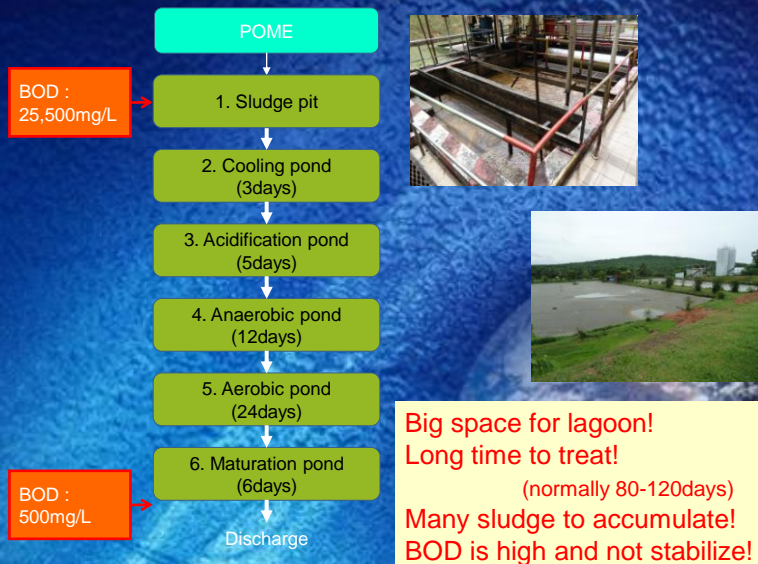 POME
BOD :
25,500mg/L
1. Sludge pit
2. Cooling pond
(3days)
3. Acidification pond
(5days)
4. Anaerobic pond
(12days)
5. Aerobic pond
(24days)
6. Maturation pond
(6days)
BOD :
500mg/L
Discharge
Big space for lagoon!
Long time to treat!
(normally 80-120days)
Many sludge to accumulate!
BOD is high and not stabilize!